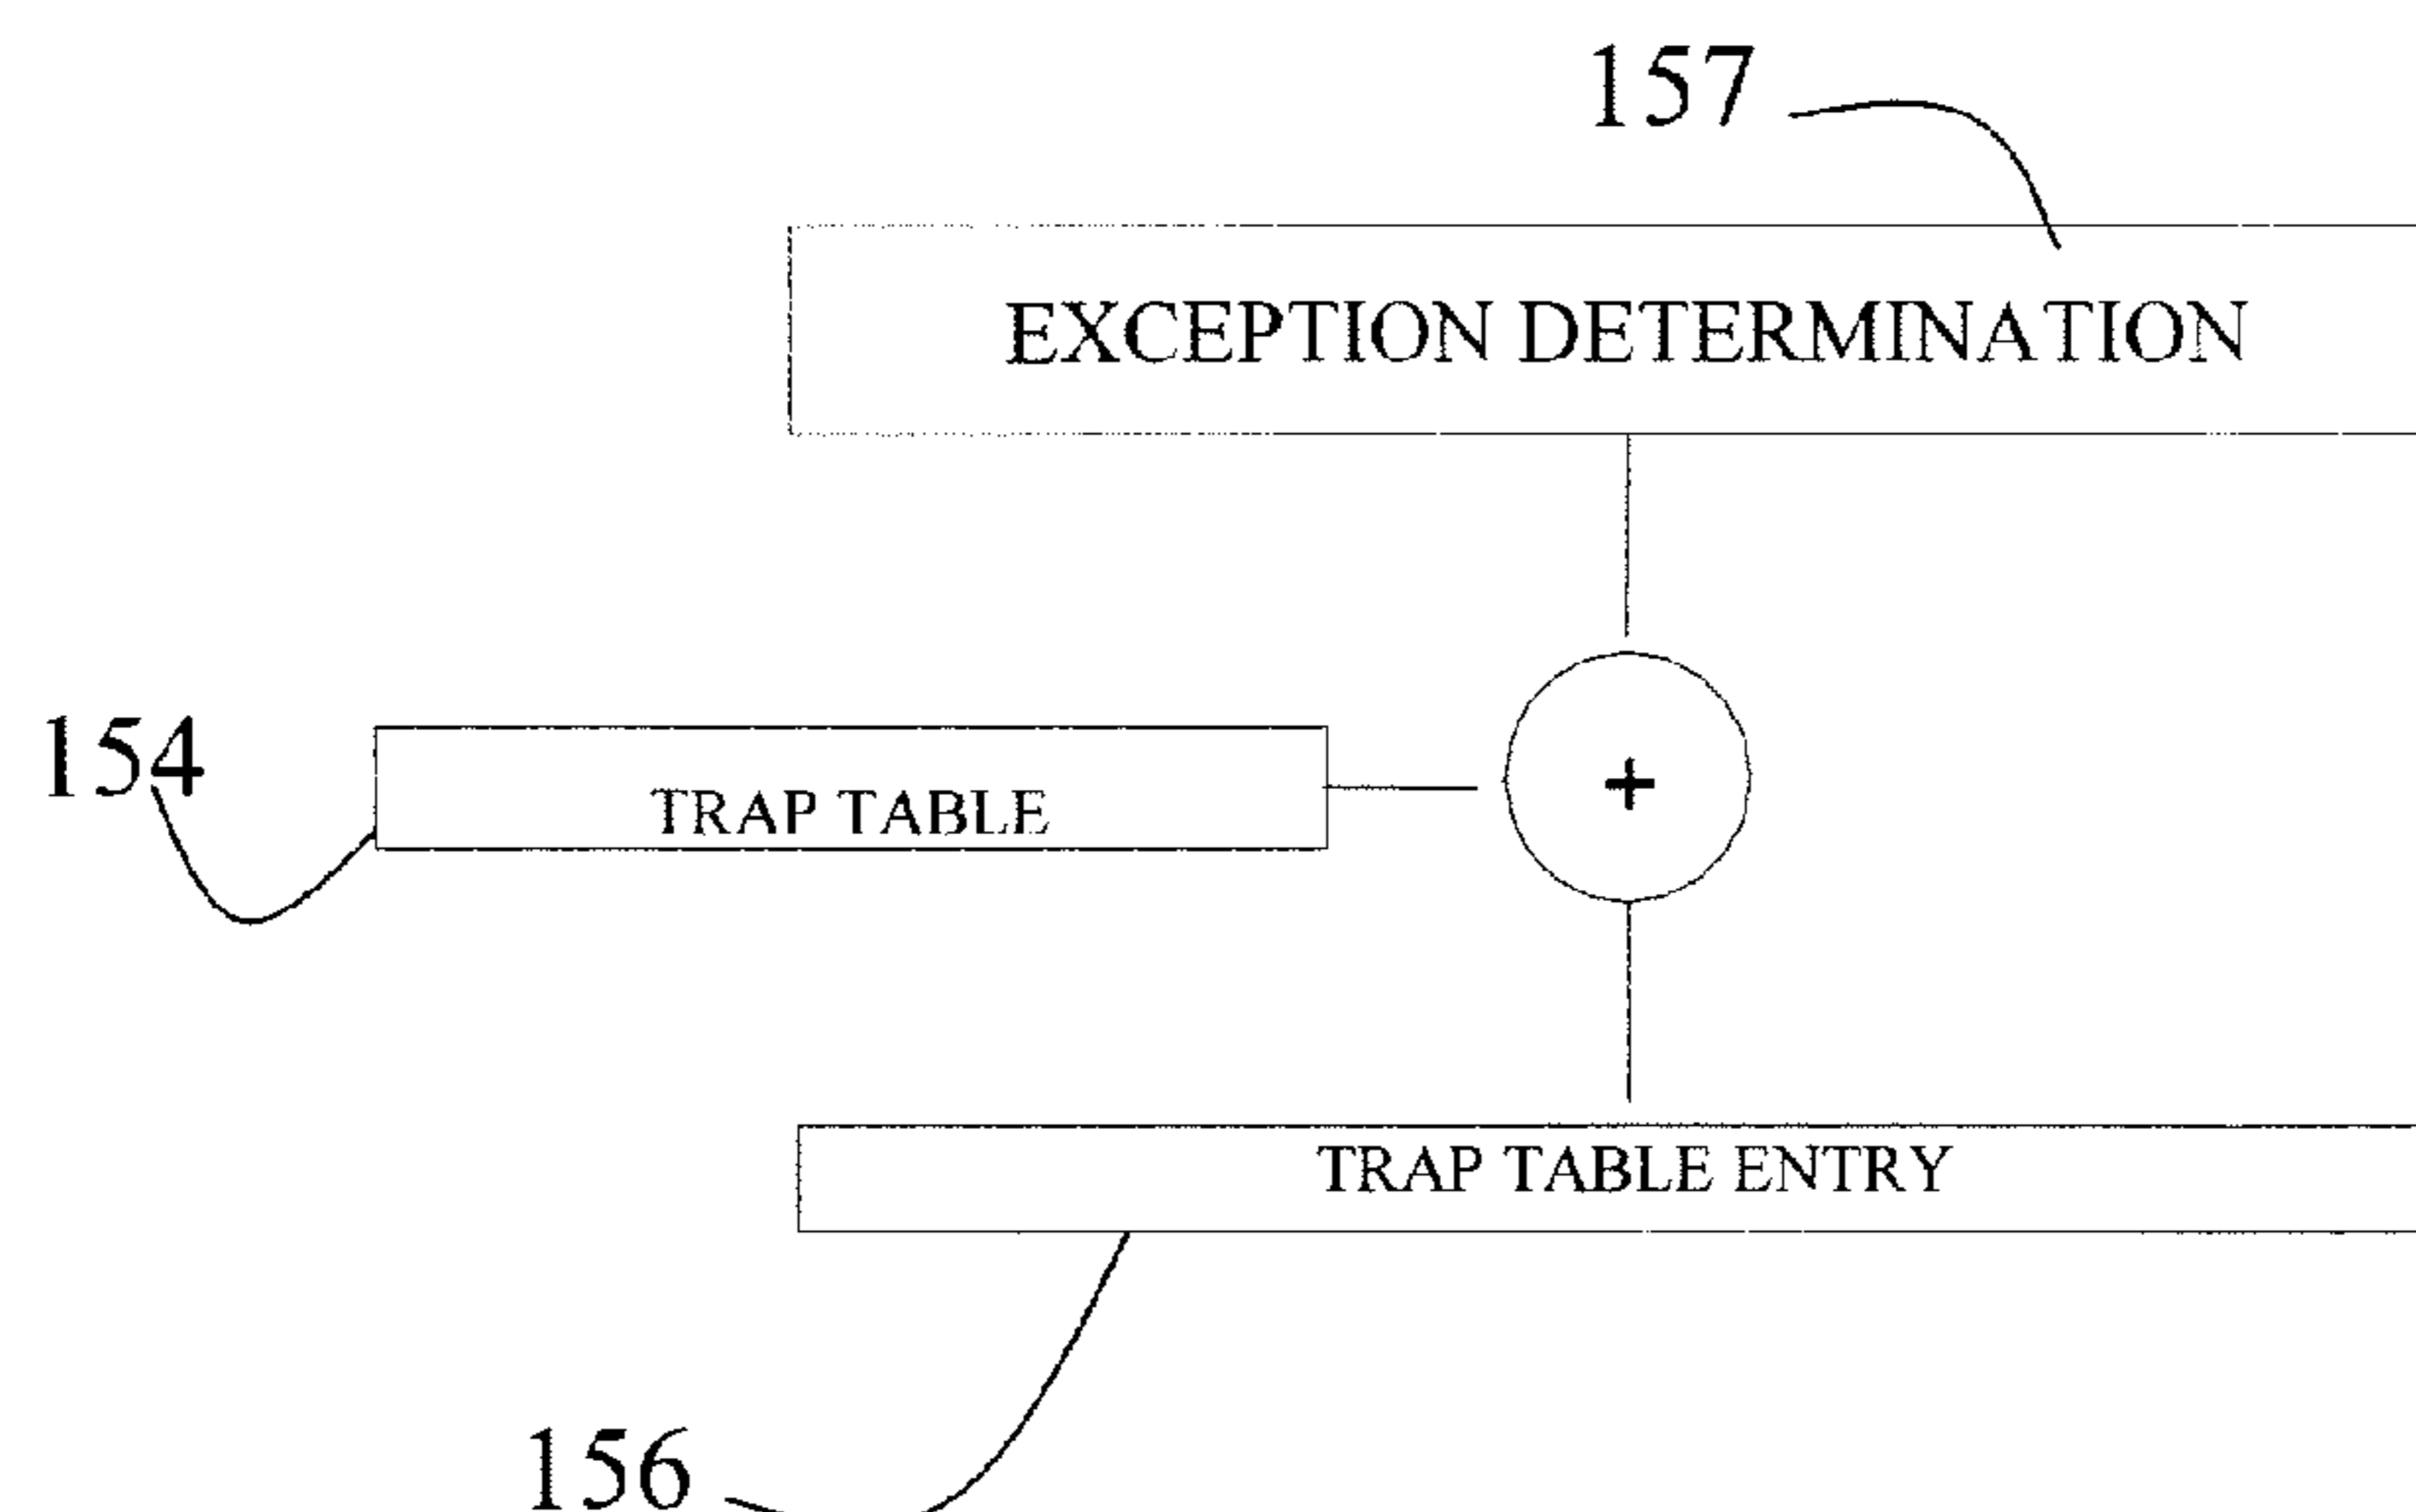 157
EXCEPTION DETERMINATION
154
TRAP TABLE
+
TRAP TABLE ENTRY
156